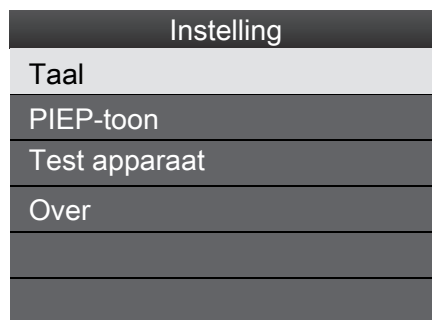 Instelling
Taal
PIEP-toon
Test apparaat
Over